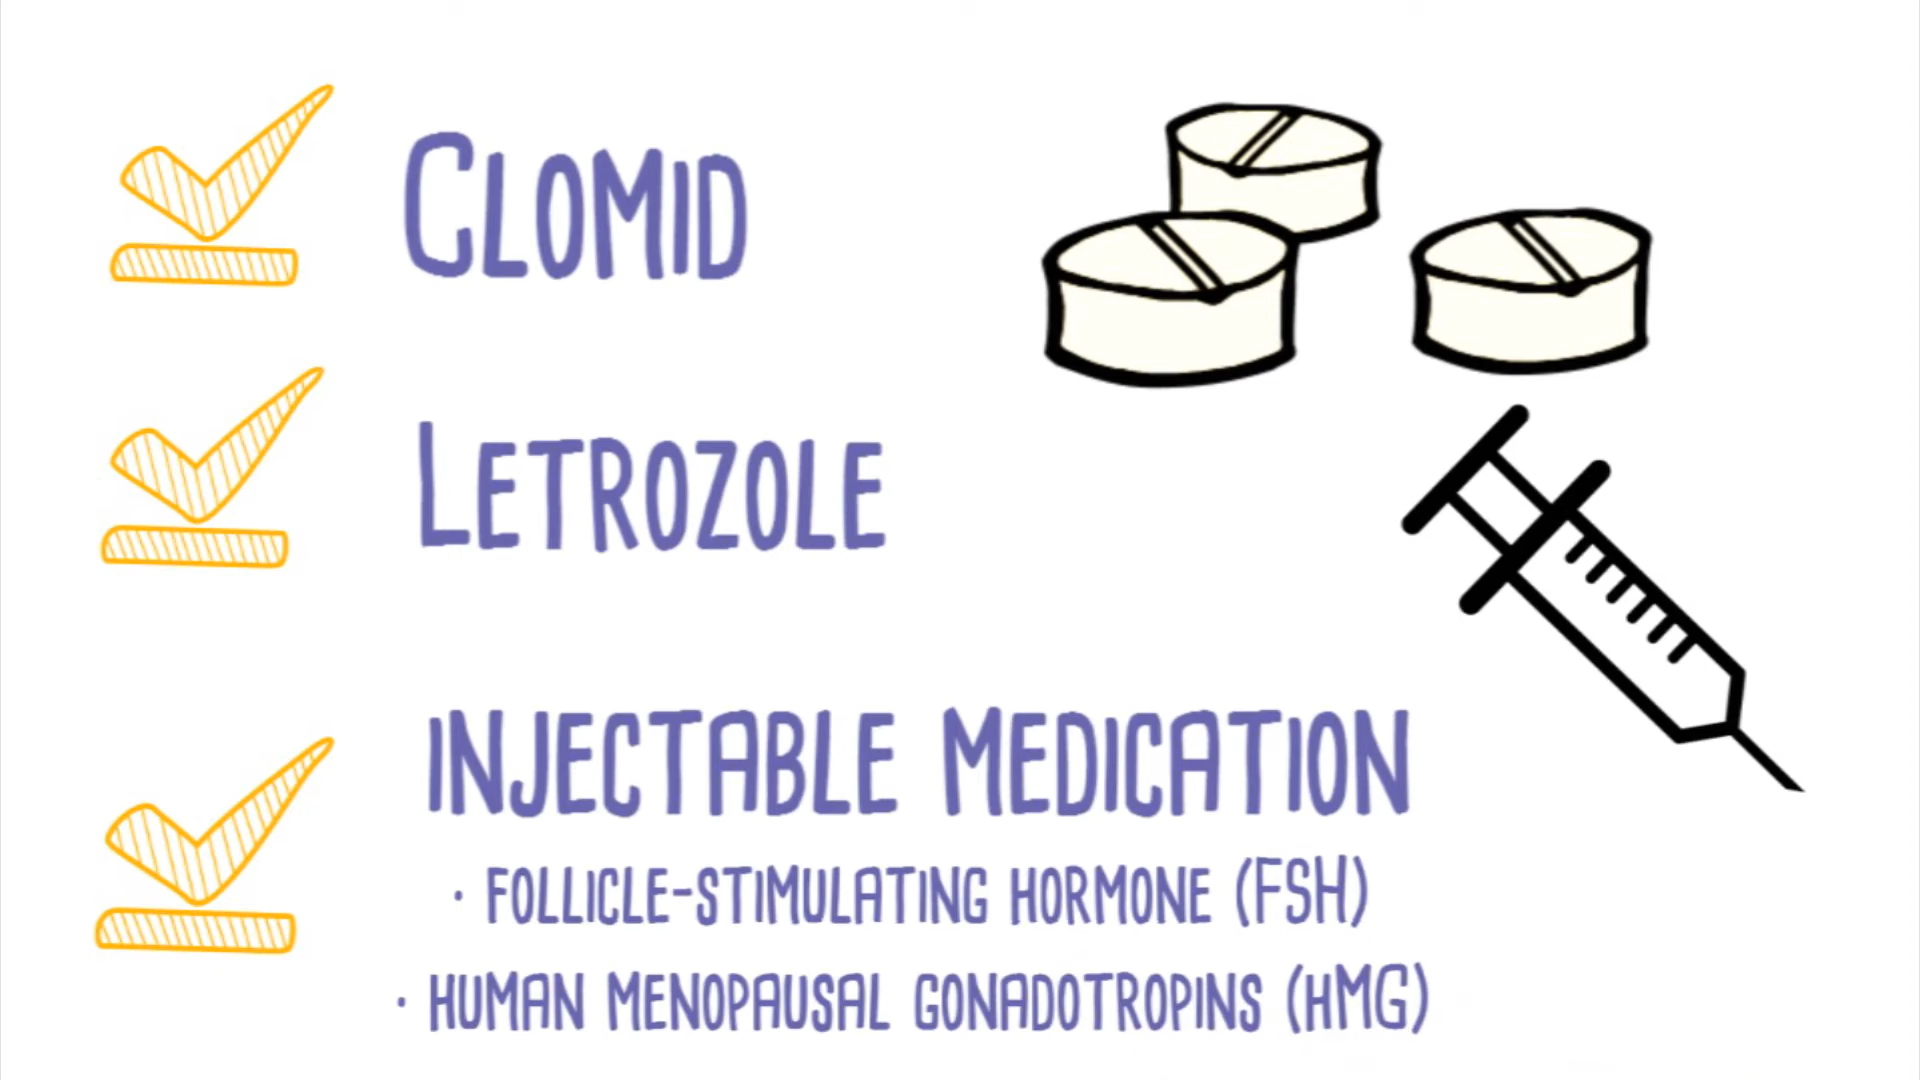 Clomid
Letrozole
injectable Medication
· follicle-stimulating hormone (FSH)
· human menopausal gonadotropins (hMG)